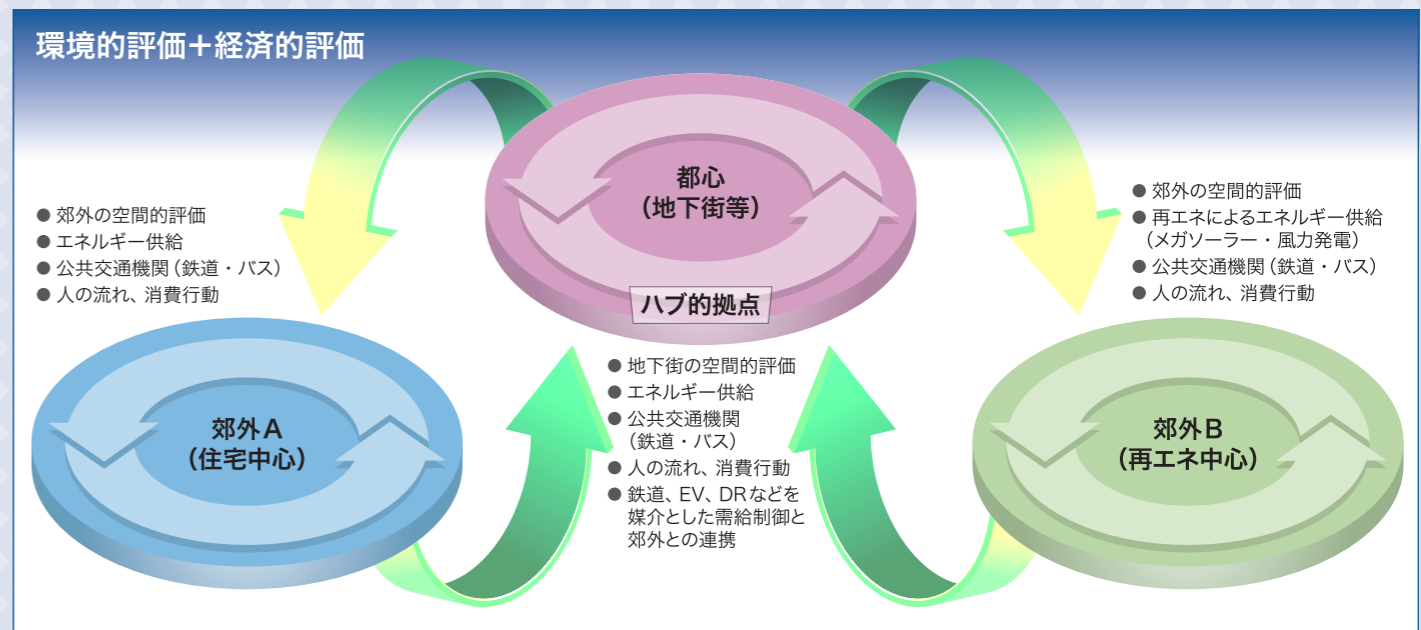 環境的評価+経済的評価
● 郊外の空間的評価
● エネルギー供給
● 公共交通機関(鉄道・バス)
● 人の流れ、消費行動
都心
(地下街等)
ハブ的拠点
● 郊外の空間的評価
● 再エネによるエネルギー供給
(メガソーラー・風力発電)
● 公共交通機関(鉄道・バス)
● 人の流れ、消費行動
郊外A
(住宅中心)
● 地下街の空間的評価
● エネルギー供給
● 公共交通機関
(鉄道・バス)
● 人の流れ、消費行動
● 鉄道、EV、DRなどを
媒介とした需給制御と
郊外との連携
郊外B
(再エネ中心)